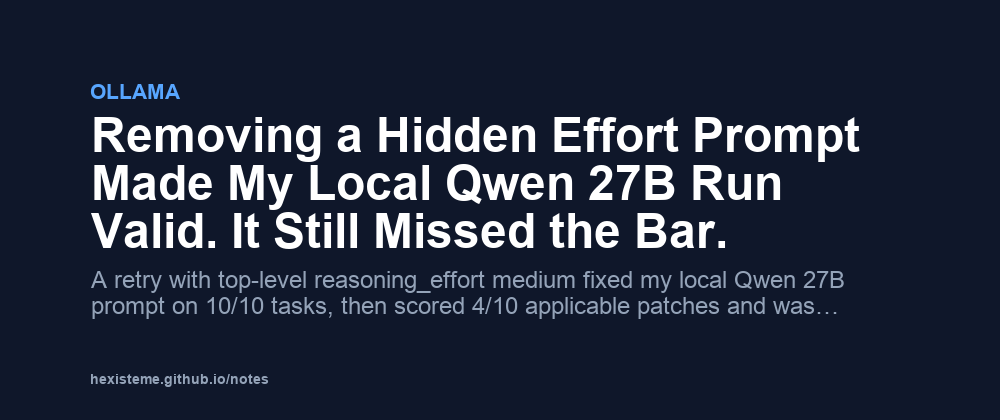 OLLAMA
Removing a Hidden Effort Prompt
Made My Local Qwen 27B Run
Valid. It Still Missed the Bar.
A retry with top-level reasoning_effort medium fixed my local Qwen 27B
prompt on 10/10 tasks, then scored 4/10 applicable patches and was…
hexisteme.github.io/notes